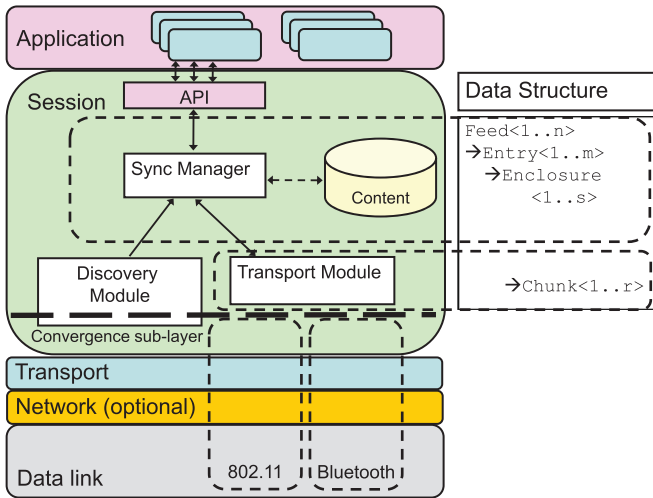 Application
Session
API
Sync Manager
Content
Discovery
Module
Transport Module
Convergence sub-layer
Transport
Network (optional)
Data link
802.11
Bluetooth
Data Structure
Feed<1..n>
→Entry<1..m>
→Enclosure
<1..s>
→Chunk<1..r>